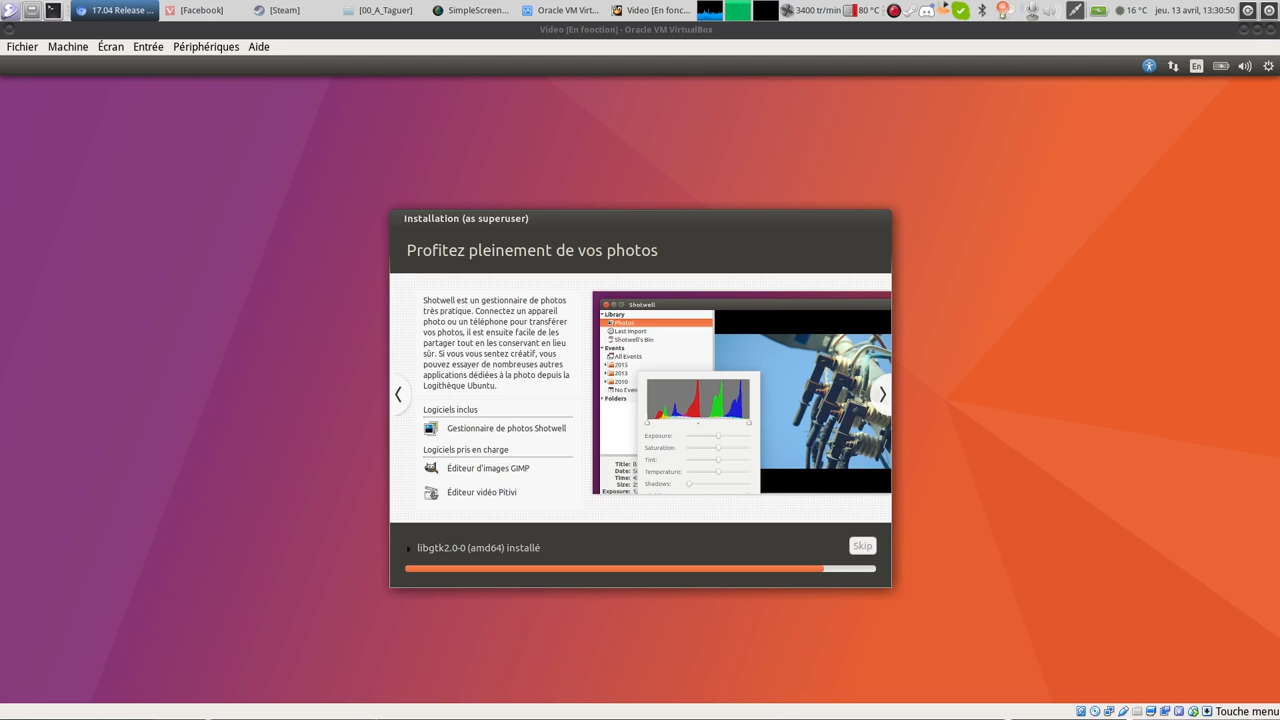 17.04 Release ...
[Facebook]
[Steam]
[00_A_Taguer]
SimpleScreen...
Oracle VM Virt...
Video [En fonc...
3400 tr/min
80 °C
16°C
jeu. 13 avril, 13:30:50
Video [En fonction] - Oracle VM VirtualBox
Fichier Machine Écran Entrée Périphériques Aide
En
Installation (as superuser)
Profitez pleinement de vos photos
Shotwell est un gestionnaire de photos
très pratique. Connectez un appareil
photo ou un téléphone pour transférer
vos photos, il est ensuite facile de les
partager tout en les conservant en lieu
sûr. Si vous vous sentez créatif, vous
pouvez essayer de nombreuses autres
applications dédiées à la photo depuis la
Logithèque Ubuntu.
Logiciels inclus
Gestionnaire de photos Shotwell
Logiciels pris en charge
Éditeur d'images GIMP
Éditeur vidéo Pitivi
Shotwell
Library
Photos
Last Import
Shotwell's Bin
Events
All Events
2015
2013
2010
No Even
Folders
Exposure:
Saturation:
Tint:
Temperature:
Shadows:
Title:
Date:
Time:
Size:
Exposure:
libgtk2.0-0 (amd64) installé
Skip
Touche menu